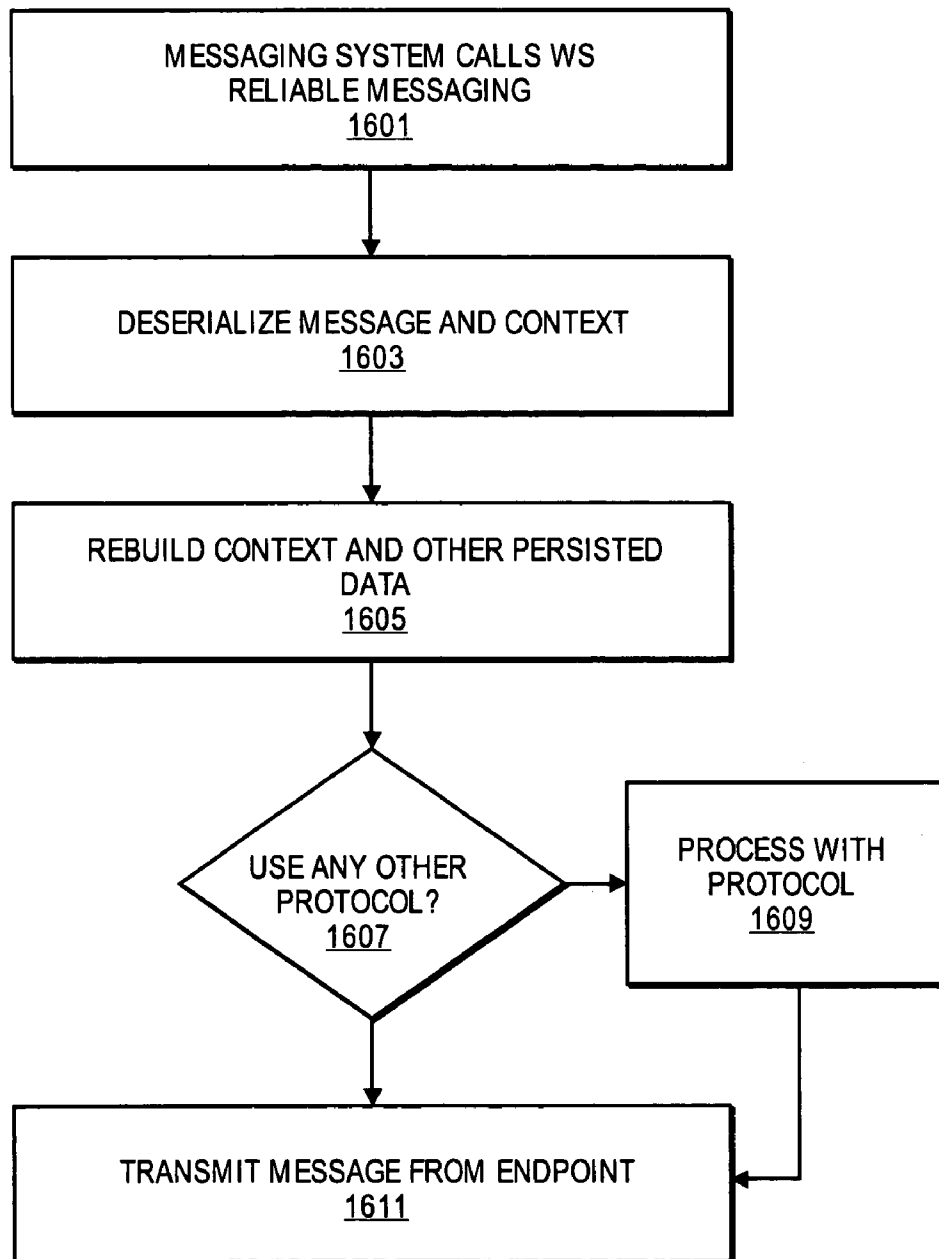 MESSAGING SYSTEM CALLS WS
RELIABLE MESSAGING
1601
DESERIALIZE MESSAGE AND CONTEXT
1603
REBUILD CONTEXT AND OTHER PERSISTED
DATA
1605
USE ANY OTHER
PROTOCOL?
1607
PROCESS WITH
PROTOCOL
1609
TRANSMIT MESSAGE FROM ENDPOINT
1611